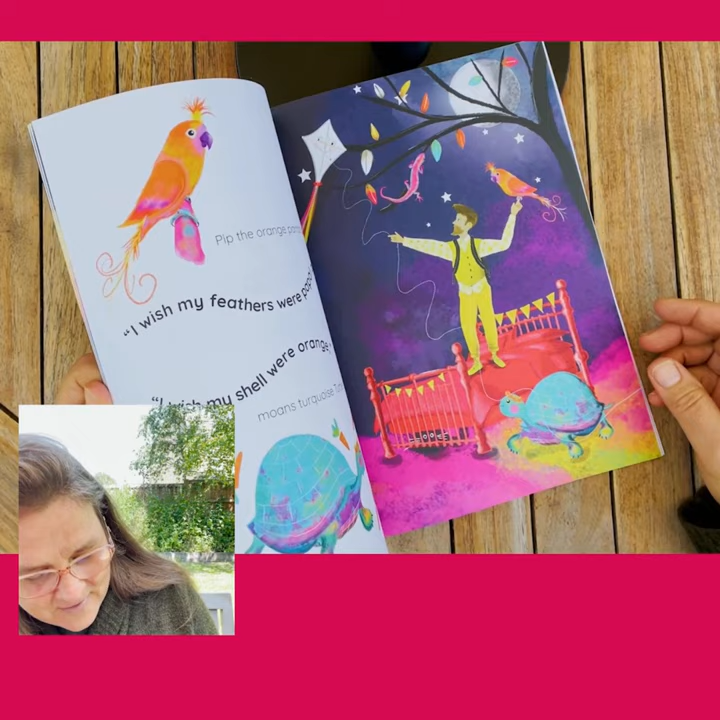 Pip the orange
"I wish my feathers were
"I wish my shell were orange,"
moans turquoise